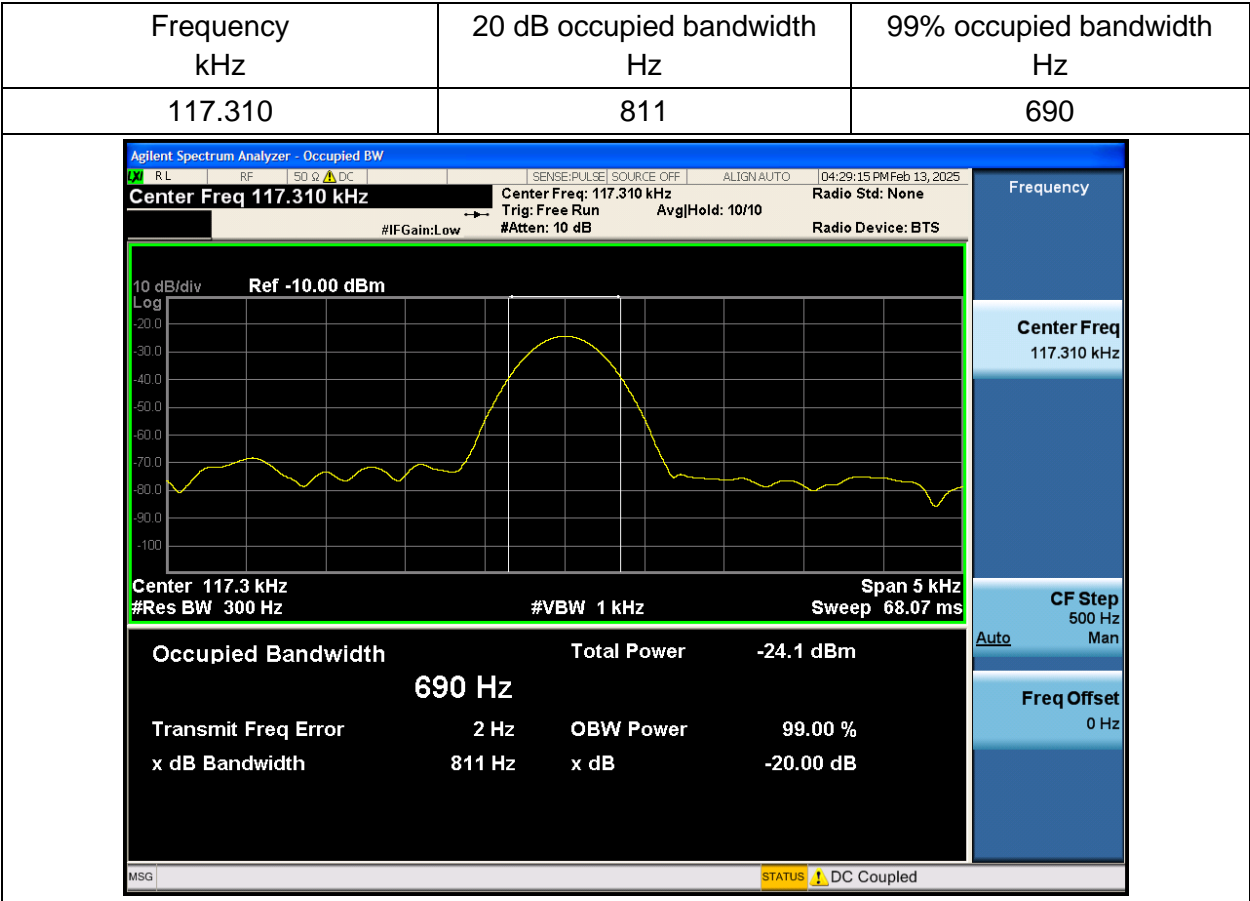 Frequency
kHz
20 dB occupied bandwidth
Hz
99% occupied bandwidth
Hz
117.310
811
690
Agilent Spectrum Analyzer - Occupied BW
LXI RL RF 50 Ω DC SENSE:PULSE SOURCE OFF ALIGN AUTO 04:29:15 PM Feb 13, 2025
Center Freq 117.310 kHz
Center Freq: 117.310 kHz
Radio Std: None
Trig: Free Run Avg|Hold: 10/10
#IFGain:Low
#Atten: 10 dB
Radio Device: BTS
10 dB/div Ref -10.00 dBm
Log
-20.0
-30.0
-40.0
-50.0
-60.0
-70.0
-80.0
-90.0
-100
Center 117.3 kHz Span 5 kHz
#Res BW 300 Hz #VBW 1 kHz Sweep 68.07 ms
Occupied Bandwidth Total Power -24.1 dBm
690 Hz
Transmit Freq Error 2 Hz OBW Power 99.00 %
x dB Bandwidth 811 Hz x dB -20.00 dB
Frequency
Center Freq
117.310 kHz
CF Step
500 Hz
Auto Man
Freq Offset
0 Hz
MSG STATUS DC Coupled